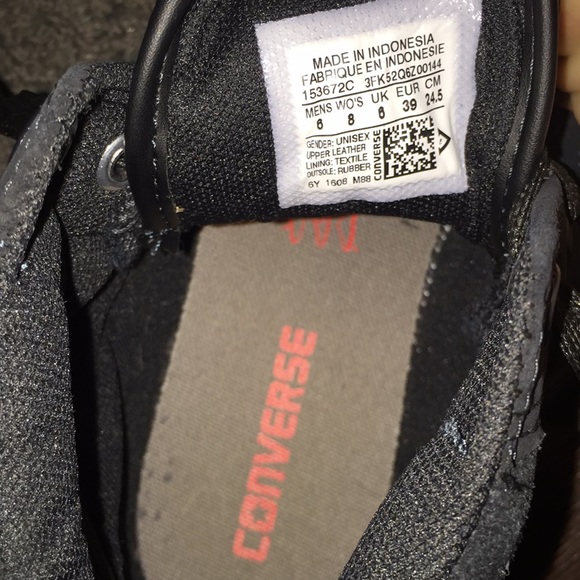 MADE IN INDONESIA
FABRIQUE EN INDONESIE
153672C 3FK52Q6Z00144
MENS WO'S UK EUR CM
6 8 6 39 24.5
GENDER: UNISEX
UPPER LEATHER
LINING: TEXTILE
OUTSOLE: RUBBER
6Y 1608 M88
CONVERSE
CONVERSE